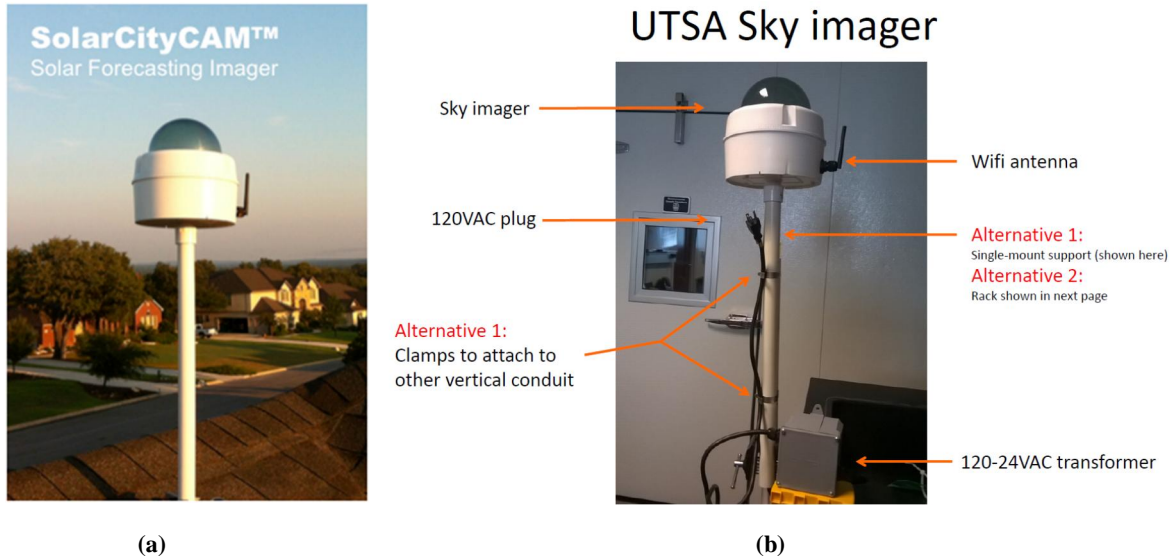 SolarCityCAM™
Solar Forecasting Imager
UTSA Sky imager
Sky imager
Wifi antenna
120VAC plug
Alternative 1:
Single-mount support (shown here)
Alternative 2:
Rack shown in next page
Alternative 1:
Clamps to attach to
other vertical conduit
120-24VAC transformer
(a)
(b)